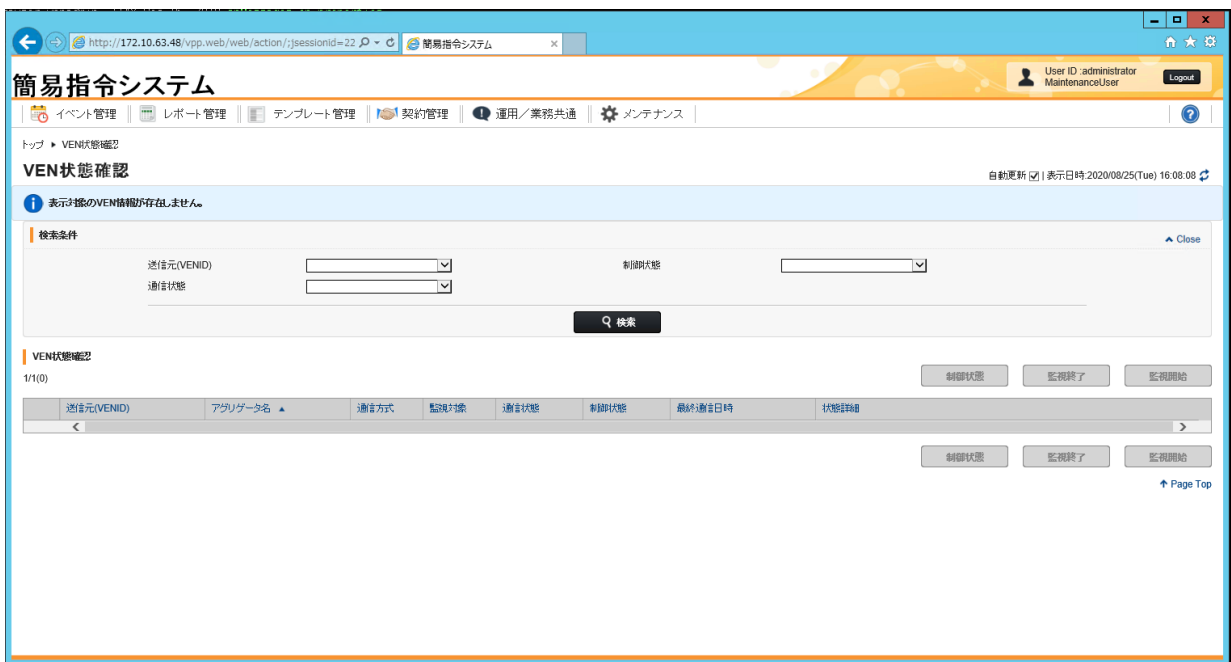 http://172.10.63.48/vpp.web/web/action/;jsessionid=22
簡易指令システム
簡易指令システム
User ID :administrator
MaintenanceUser
Logout
イベント管理 レポート管理 テンプレート管理 契約管理 運用／業務共通 メンテナンス
トップ ▶ VEN状態確認
VEN状態確認
自動更新 | 表示日時:2020/08/25(Tue) 16:08:08
表示対象のVEN情報が存在しません。
検索条件
Close
送信元(VENID) 制御状態
通信状態
検索
VEN状態確認
1/1(0)
制御状態 監視終了 監視開始
送信元(VENID) アグリゲータ名 ▲ 通信方式 監視対象 通信状態 制御状態 最終通信日時 状態詳細
制御状態 監視終了 監視開始
Page Top